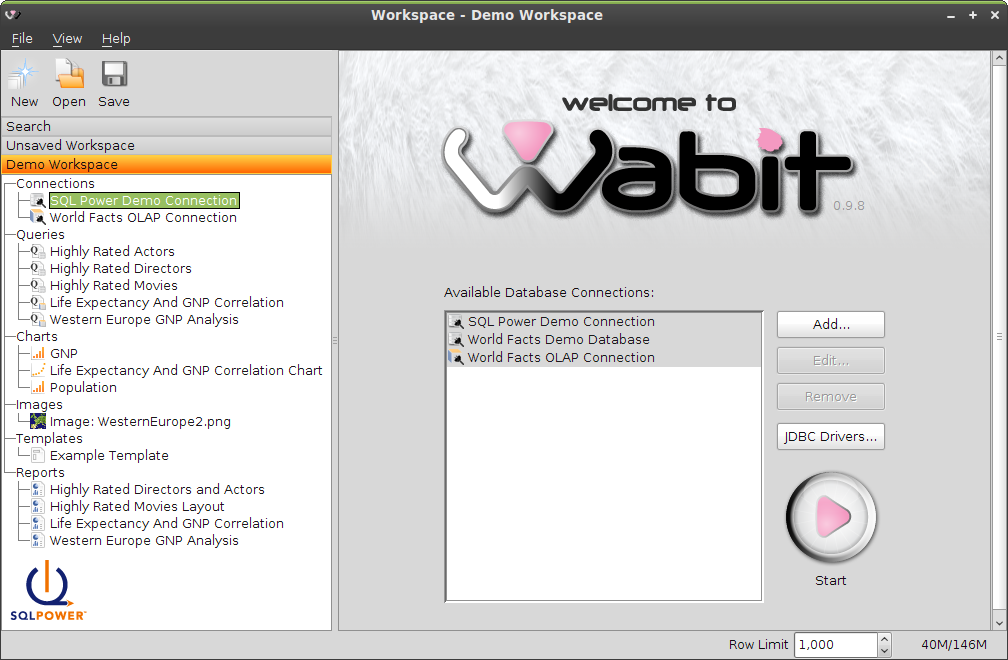 Workspace - Demo Workspace
File View Help
New Open Save
Search
Unsaved Workspace
Demo Workspace
Connections
SQL Power Demo Connection
World Facts OLAP Connection
Queries
Highly Rated Actors
Highly Rated Directors
Highly Rated Movies
Life Expectancy And GNP Correlation
Western Europe GNP Analysis
Charts
GNP
Life Expectancy And GNP Correlation Chart
Population
Images
Image: WesternEurope2.png
Templates
Example Template
Reports
Highly Rated Directors and Actors
Highly Rated Movies Layout
Life Expectancy And GNP Correlation
Western Europe GNP Analysis
SQLPOWER
welcome to
Wabit
0.9.8
Available Database Connections:
SQL Power Demo Connection
World Facts Demo Database
World Facts OLAP Connection
Add...
Edit...
Remove
JDBC Drivers...
Start
Row Limit 1,000 40M/146M